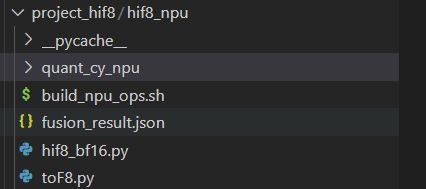 project_hif8 / hif8_npu
__pycache__
quant_cy_npu
$ build_npu_ops.sh
{} fusion_result.json
hif8_bf16.py
toF8.py